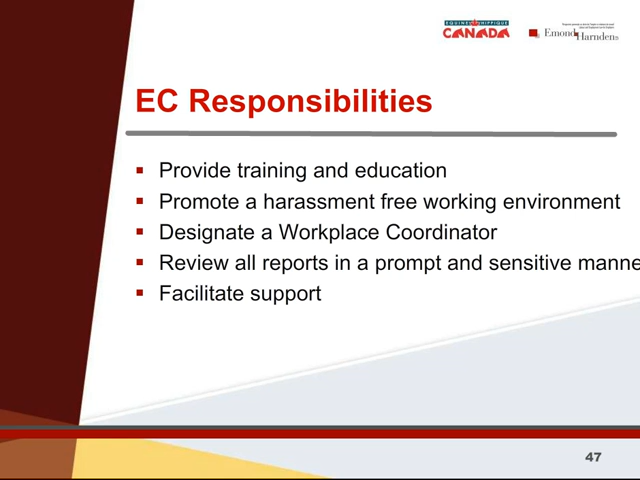 EQUINE HIPPIQUE
CANADA
Emond Harnden
EC Responsibilities
Provide training and education
Promote a harassment free working environment
Designate a Workplace Coordinator
Review all reports in a prompt and sensitive manne
Facilitate support
47